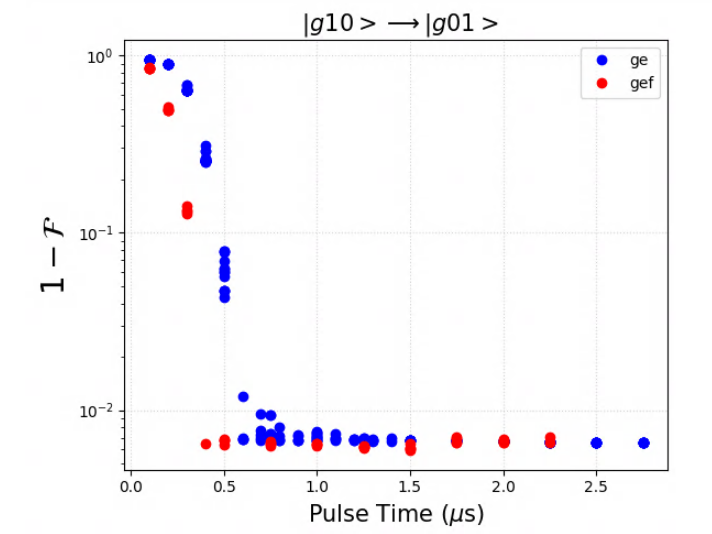 |g10 > ⟶ |g01 >
ge
gef
10⁰
10⁻¹
10⁻²
1 − 𝓕
0.0 0.5 1.0 1.5 2.0 2.5
Pulse Time (μs)